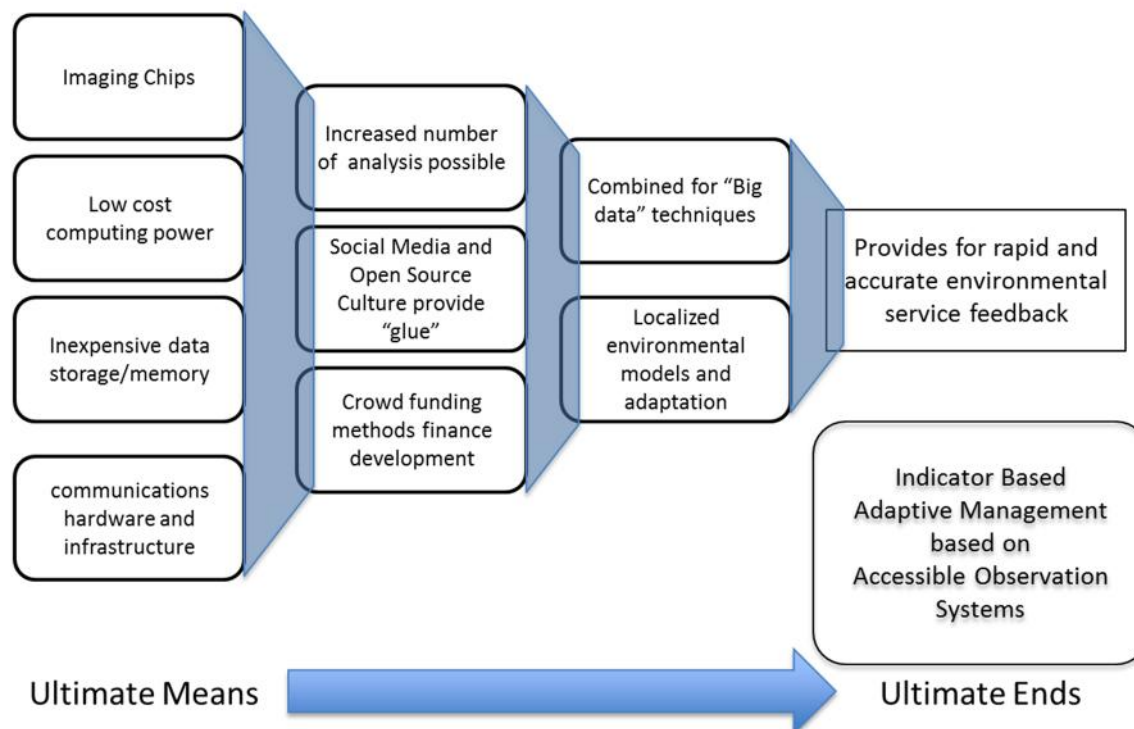 Imaging Chips
Low cost
computing power
Inexpensive data
storage/memory
communications
hardware and
infrastructure
Increased number
of analysis possible
Social Media and
Open Source
Culture provide
“glue”
Crowd funding
methods finance
development
Combined for “Big
data” techniques
Localized
environmental
models and
adaptation
Provides for rapid and
accurate environmental
service feedback
Indicator Based
Adaptive Management
based on
Accessible Observation
Systems
Ultimate Means
Ultimate Ends